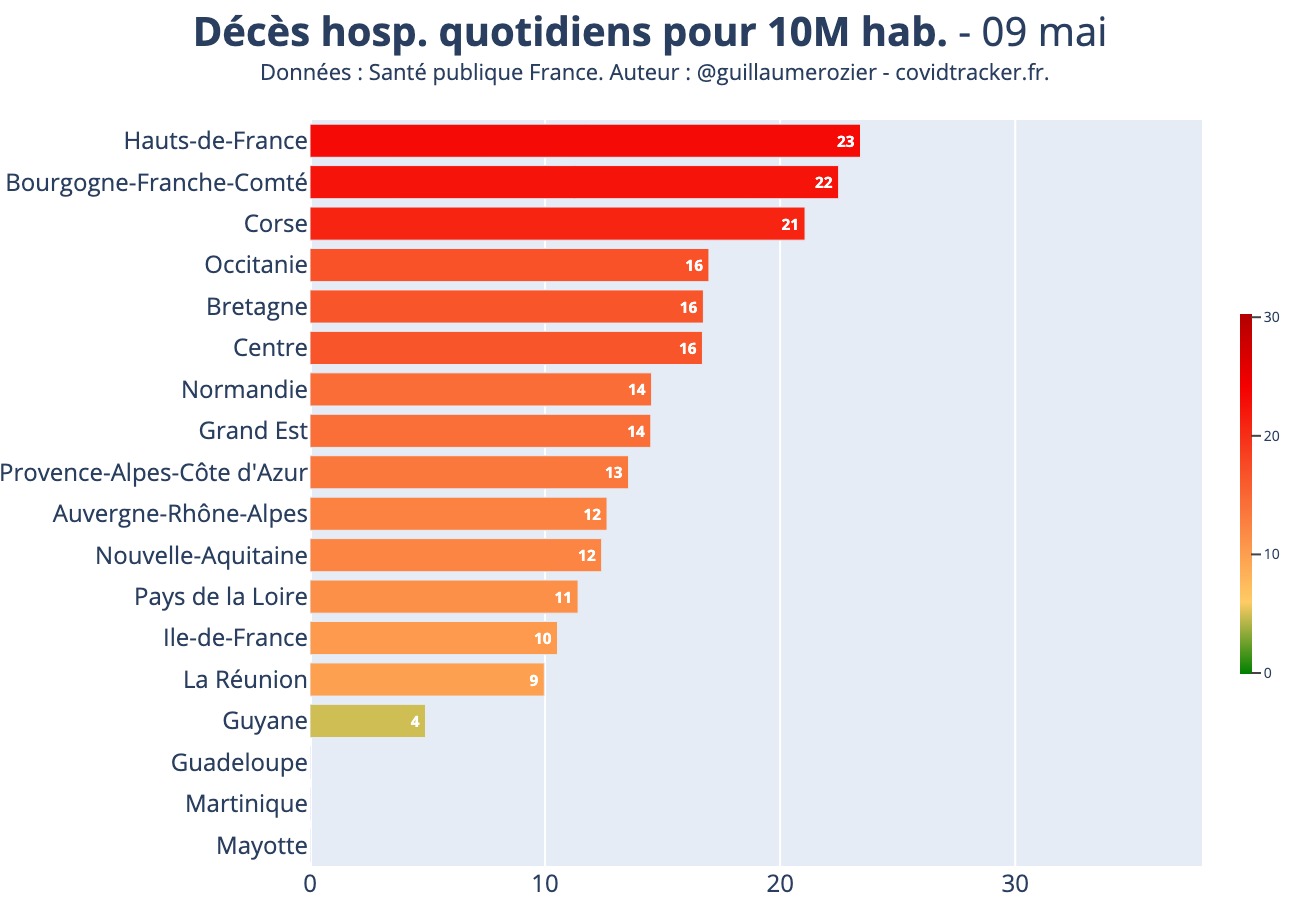 Décès hosp. quotidiens pour 10M hab. - 09 mai
Données : Santé publique France. Auteur : @guillaumerozier - covidtracker.fr.
Hauts-de-France 23
Bourgogne-Franche-Comté 22
Corse 21
Occitanie 16
Bretagne 16
Centre 16
Normandie 14
Grand Est 14
Provence-Alpes-Côte d'Azur 13
Auvergne-Rhône-Alpes 12
Nouvelle-Aquitaine 12
Pays de la Loire 11
Ile-de-France 10
La Réunion 9
Guyane 4
Guadeloupe
Martinique
Mayotte
0 10 20 30
30
20
10
0